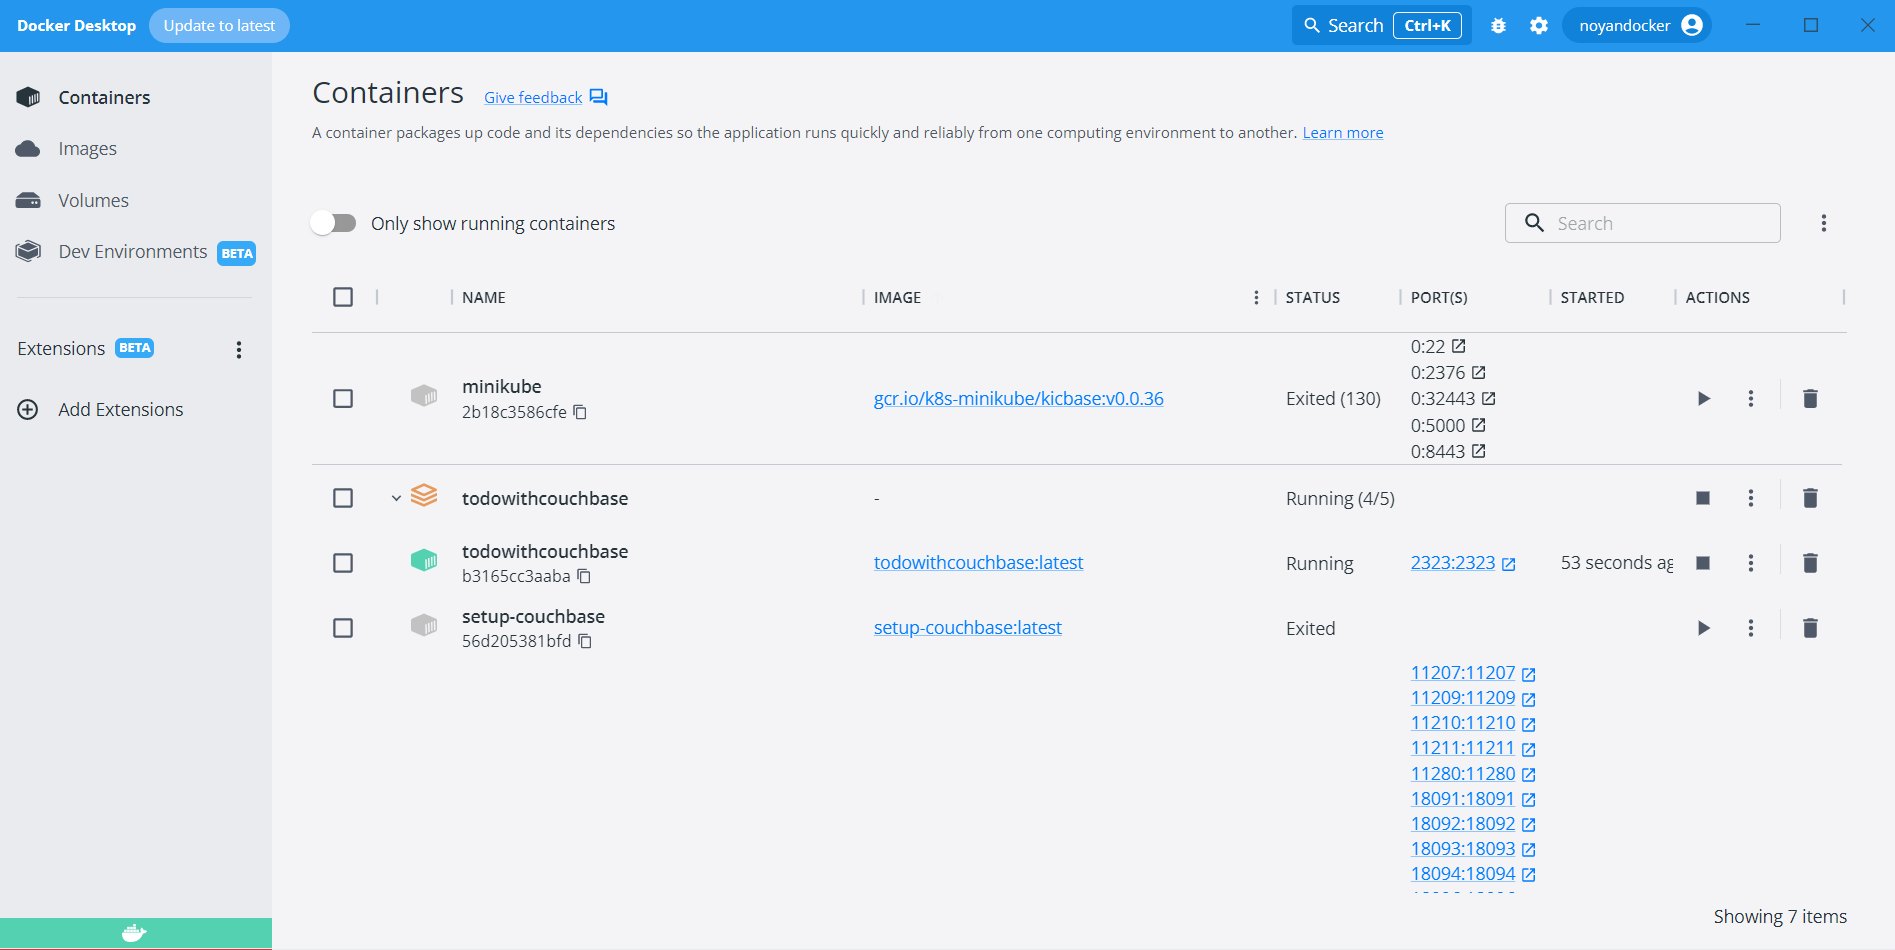 Docker Desktop Update to latest Search Ctrl+K noyandocker
Containers
Images
Volumes
Dev Environments BETA
Extensions BETA
Add Extensions
Containers Give feedback
A container packages up code and its dependencies so the application runs quickly and reliably from one computing environment to another. Learn more
Only show running containers Search
NAME IMAGE STATUS PORT(S) STARTED ACTIONS
minikube
2b18c3586cfe
gcr.io/k8s-minikube/kicbase:v0.0.36
Exited (130)
0:22
0:2376
0:32443
0:5000
0:8443
todowithcouchbase - Running (4/5)
todowithcouchbase
b3165cc3aaba
todowithcouchbase:latest
Running
2323:2323
53 seconds ag
setup-couchbase
56d205381bfd
setup-couchbase:latest
Exited
11207:11207
11209:11209
11210:11210
11211:11211
11280:11280
18091:18091
18092:18092
18093:18093
18094:18094
Showing 7 items